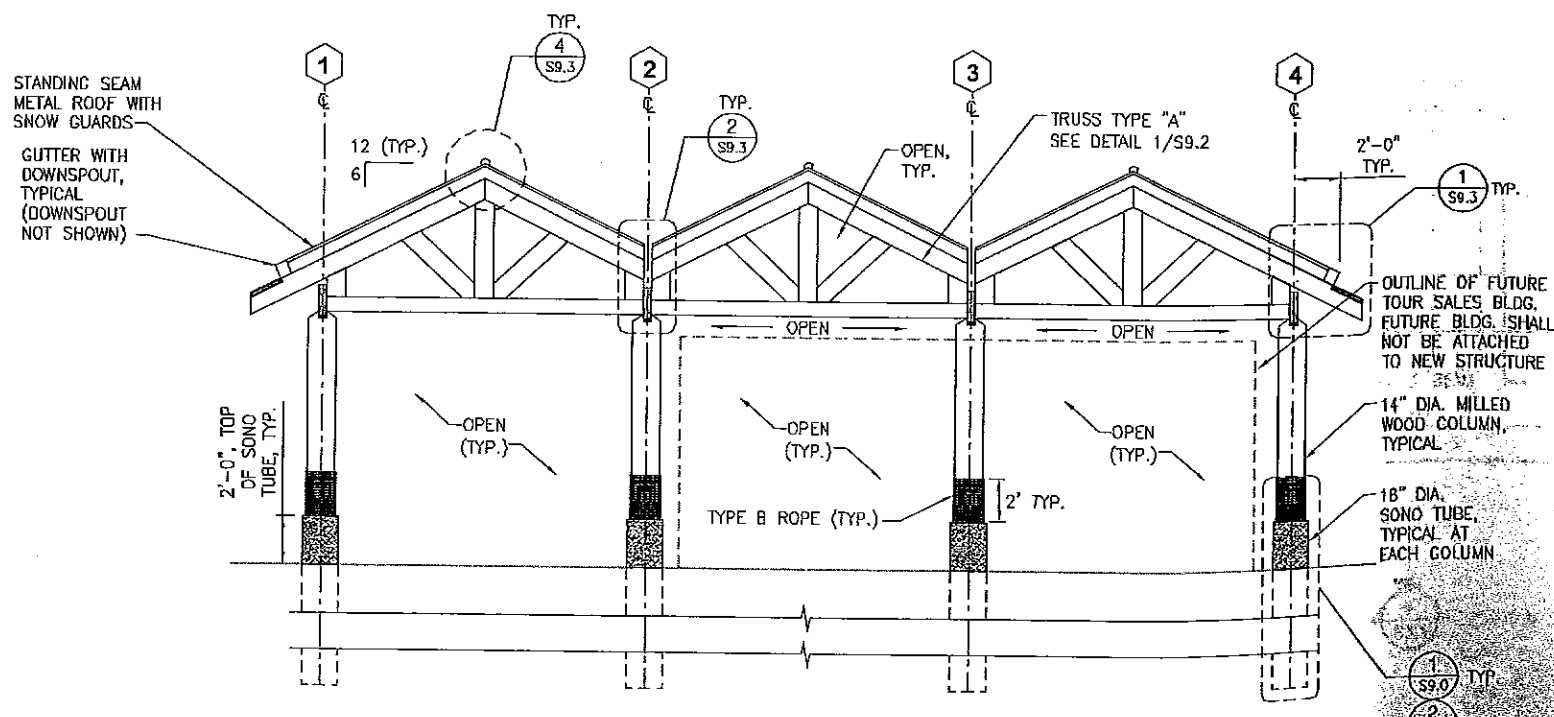 TYP.
4
S9.3
1
2
3
4
℄
℄
℄
℄
STANDING SEAM
METAL ROOF WITH
SNOW GUARDS
GUTTER WITH
DOWNSPOUT,
TYPICAL
(DOWNSPOUT
NOT SHOWN)
12 (TYP.)
6
TYP.
2
S9.3
OPEN,
TYP.
TRUSS TYPE "A"
SEE DETAIL 1/S9.2
2'-0"
TYP.
1
S9.3
TYP.
OUTLINE OF FUTURE
TOUR SALES BLDG.
FUTURE BLDG. SHALL
NOT BE ATTACHED
TO NEW STRUCTURE
OPEN
OPEN
14" DIA. MILLED
WOOD COLUMN,
TYPICAL
2'-0", TOP
OF SONO
TUBE, TYP.
OPEN
(TYP.)
OPEN
(TYP.)
OPEN
(TYP.)
TYPE B ROPE (TYP.)
2' TYP.
18" DIA.
SONO TUBE,
TYPICAL AT
EACH COLUMN
1
S9.0
TYP.
2